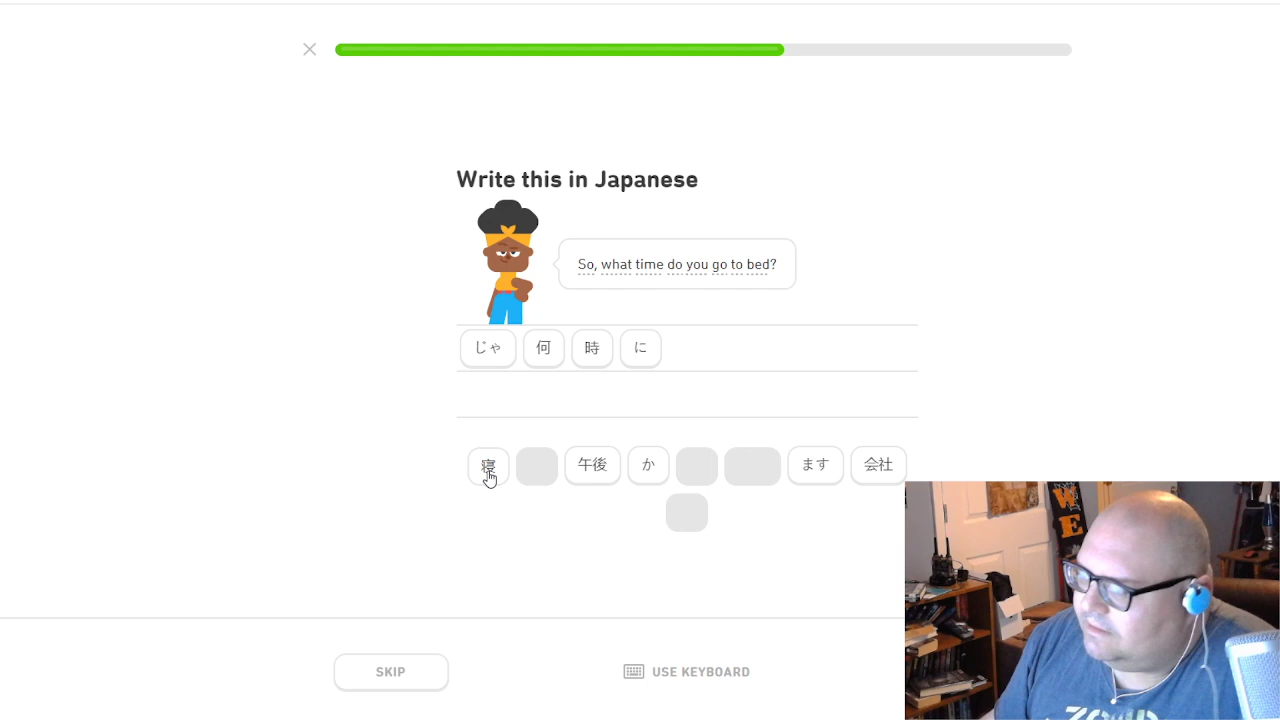 Write this in Japanese
So, what time do you go to bed?
じゃ 何 時 に
寝 午後 か ます 会社
SKIP
USE KEYBOARD
WE